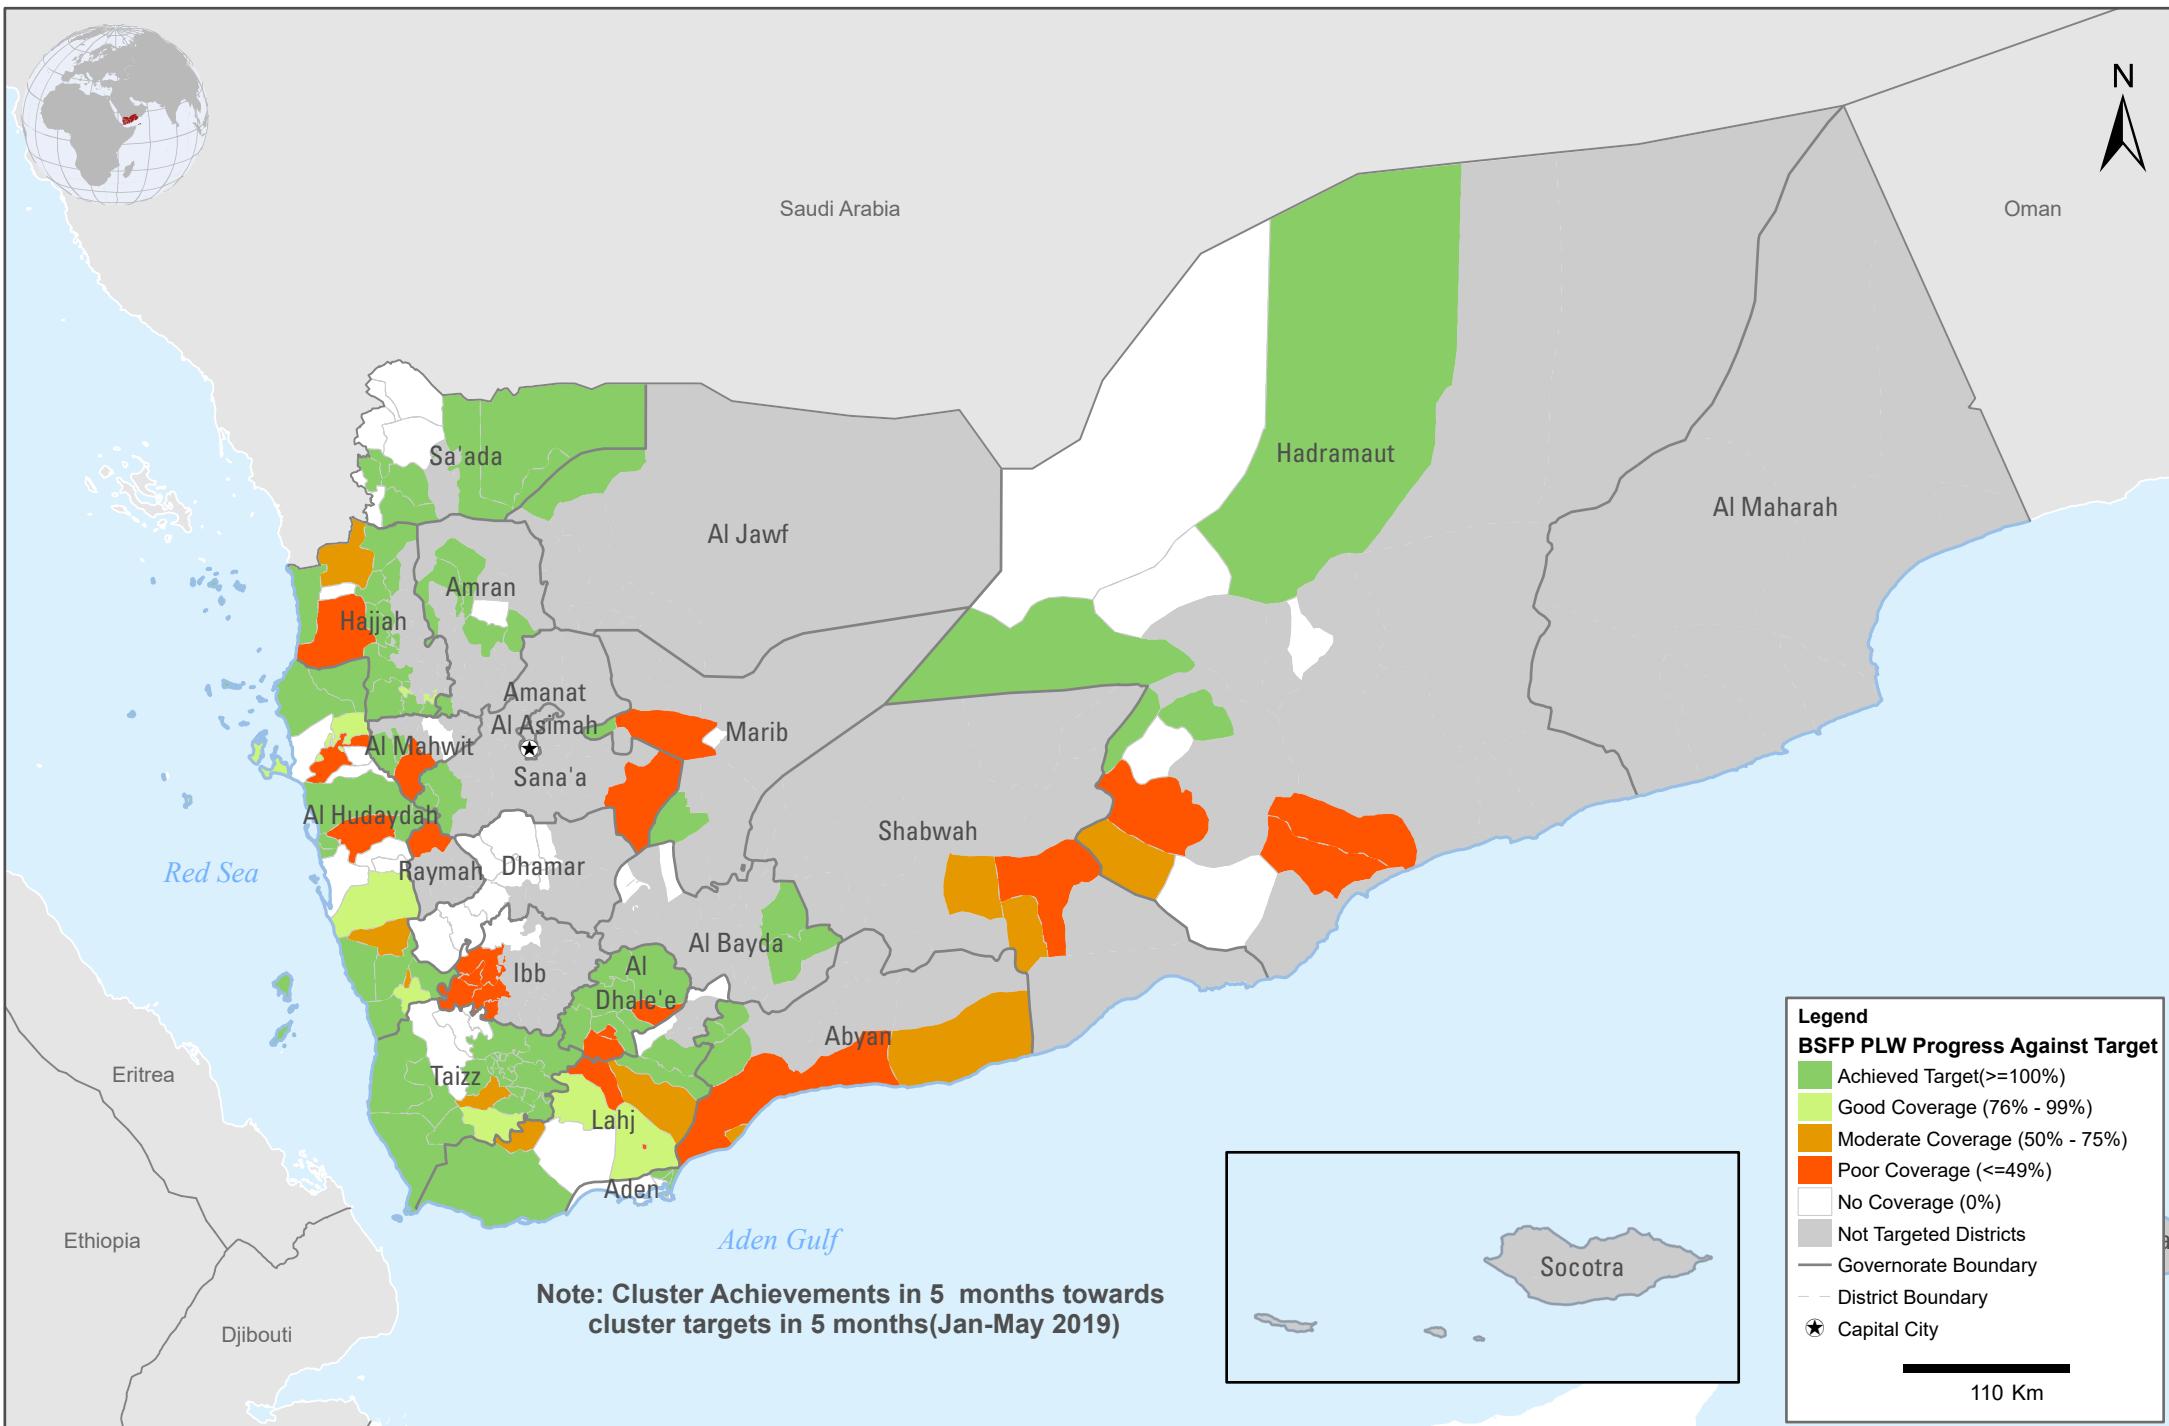 N
Saudi Arabia
Oman
Hadramaut
Sa'ada
Al Maharah
Al Jawf
Amran
Hajjah
Amanat
Al Asimah
Marib
Al Mahwit
Sana'a
Al Hudaydah
Shabwah
Red Sea
Raymah
Dhamar
Al Bayda
Ibb
Al
Dhale'e
Abyan
Eritrea
Taizz
Lahj
Aden
Ethiopia
Aden Gulf
Socotra
Djibouti
Note: Cluster Achievements in 5 months towards
cluster targets in 5 months(Jan-May 2019)
Legend
BSFP PLW Progress Against Target
Achieved Target(>=100%)
Good Coverage (76% - 99%)
Moderate Coverage (50% - 75%)
Poor Coverage (<=49%)
No Coverage (0%)
Not Targeted Districts
Governorate Boundary
District Boundary
Capital City
110 Km